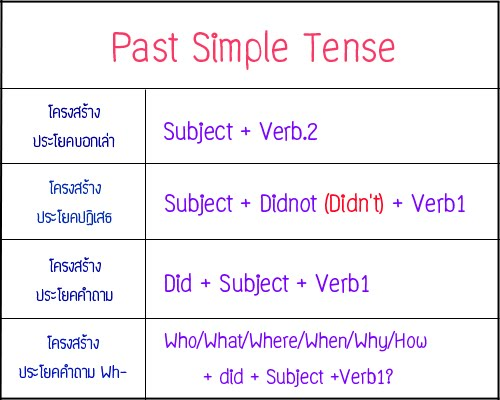 Past Simple Tense
โครงสร้าง
ประโยคบอกเล่า
Subject + Verb.2
โครงสร้าง
ประโยคปฏิเสธ
Subject + Didnot (Didn't) + Verb1
โครงสร้าง
ประโยคคำถาม
Did + Subject + Verb1
โครงสร้าง
ประโยคคำถาม Wh-
Who/What/Where/When/Why/How
+ did + Subject +Verb1?